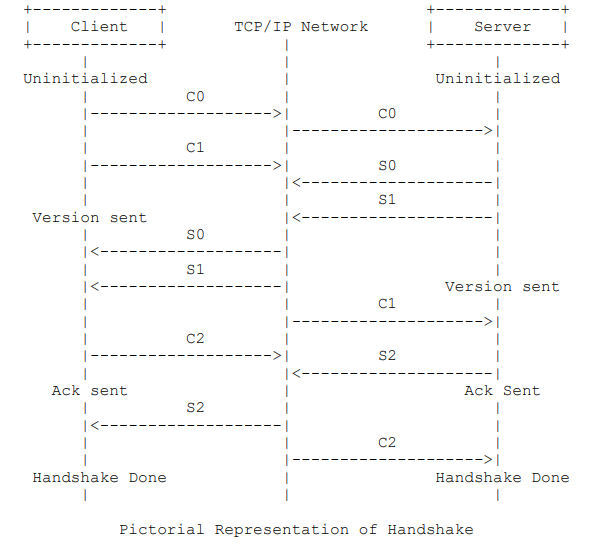 +-------------+                            +-------------+
|    Client   |       TCP/IP Network       |    Server   |
+-------------+             |              +-------------+
      |                     |                     |
Uninitialized               |               Uninitialized
      |          C0         |                     |
      |------------------->|         C0          |
      |                     |-------------------->|
      |          C1         |                     |
      |------------------->|         S0          |
      |                     |<--------------------|
      |                     |         S1          |
Version sent                |<--------------------|
      |          S0         |                     |
      |<-------------------|                     |
      |          S1         |                     |
      |<-------------------|                Version sent
      |                     |         C1          |
      |                     |-------------------->|
      |          C2         |                     |
      |------------------->|         S2          |
      |                     |<--------------------|
Ack sent                    |                  Ack Sent
      |          S2         |                     |
      |<-------------------|                     |
      |                     |         C2          |
      |                     |-------------------->|
Handshake Done              |               Handshake Done
      |                     |                     |
Pictorial Representation of Handshake